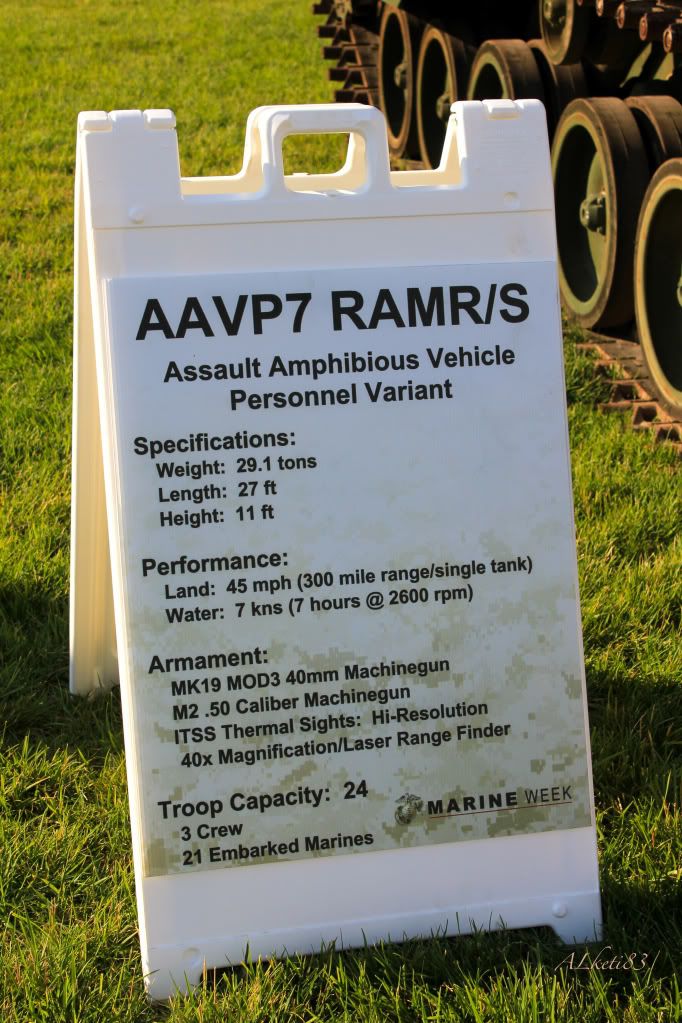 AAVP7 RAMR/S
Assault Amphibious Vehicle
Personnel Variant
Specifications:
Weight: 29.1 tons
Length: 27 ft
Height: 11 ft
Performance:
Land: 45 mph (300 mile range/single tank)
Water: 7 kns (7 hours @ 2600 rpm)
Armament:
MK19 MOD3 40mm Machinegun
M2 .50 Caliber Machinegun
ITSS Thermal Sights: Hi-Resolution
40x Magnification/Laser Range Finder
Troop Capacity: 24
3 Crew
21 Embarked Marines
MARINE WEEK
ALketi83